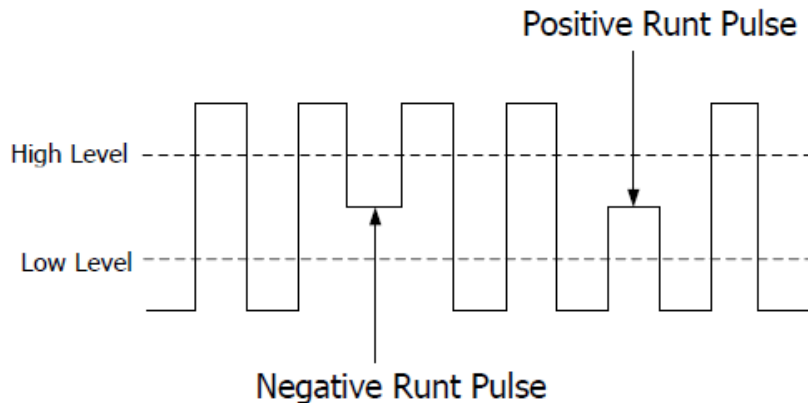 Positive Runt Pulse
High Level
Low Level
Negative Runt Pulse